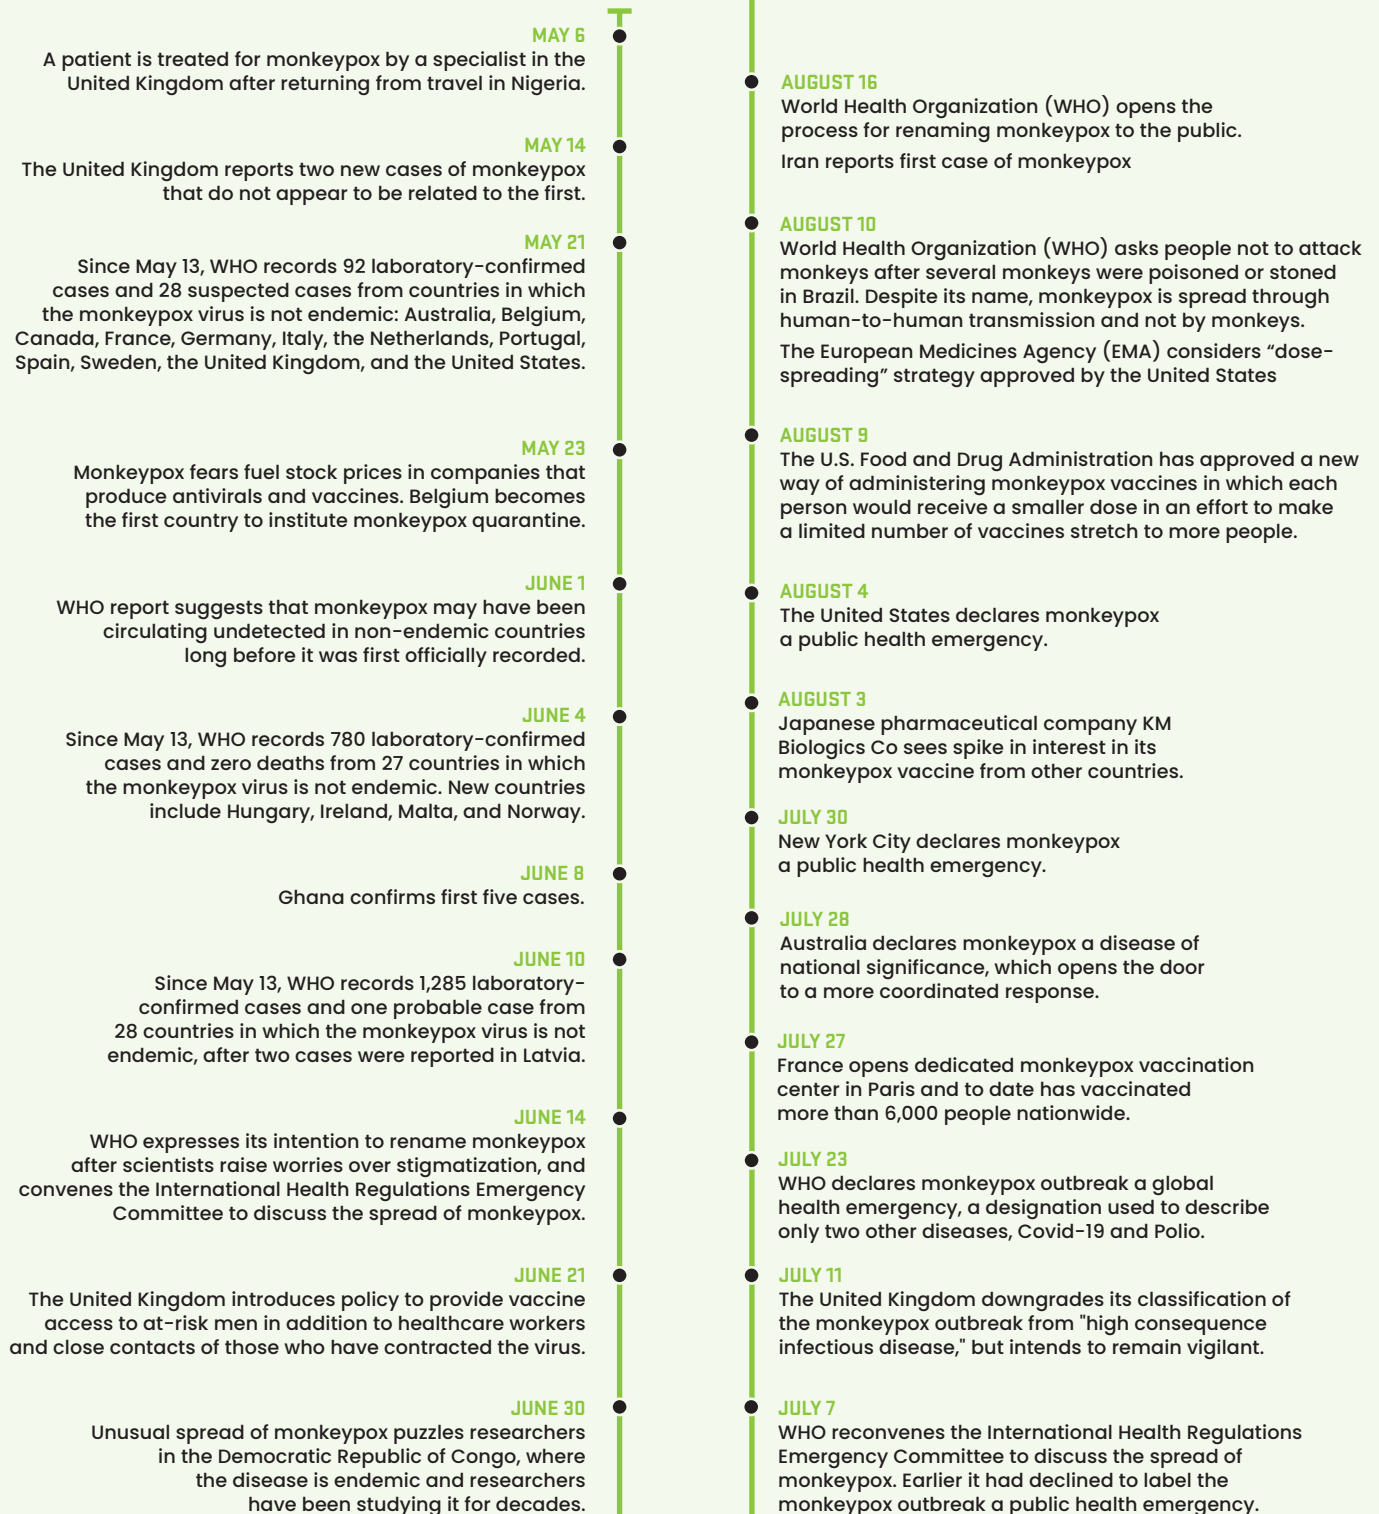 MAY 6
A patient is treated for monkeypox by a specialist in the
United Kingdom after returning from travel in Nigeria.
MAY 14
The United Kingdom reports two new cases of monkeypox
that do not appear to be related to the first.
MAY 21
Since May 13, WHO records 92 laboratory-confirmed
cases and 28 suspected cases from countries in which
the monkeypox virus is not endemic: Australia, Belgium,
Canada, France, Germany, Italy, the Netherlands, Portugal,
Spain, Sweden, the United Kingdom, and the United States.
MAY 23
Monkeypox fears fuel stock prices in companies that
produce antivirals and vaccines. Belgium becomes
the first country to institute monkeypox quarantine.
JUNE 1
WHO report suggests that monkeypox may have been
circulating undetected in non-endemic countries
long before it was first officially recorded.
JUNE 4
Since May 13, WHO records 780 laboratory-confirmed
cases and zero deaths from 27 countries in which
the monkeypox virus is not endemic. New countries
include Hungary, Ireland, Malta, and Norway.
JUNE 8
Ghana confirms first five cases.
JUNE 10
Since May 13, WHO records 1,285 laboratory-
confirmed cases and one probable case from
28 countries in which the monkeypox virus is not
endemic, after two cases were reported in Latvia.
JUNE 14
WHO expresses its intention to rename monkeypox
after scientists raise worries over stigmatization, and
convenes the International Health Regulations Emergency
Committee to discuss the spread of monkeypox.
JUNE 21
The United Kingdom introduces policy to provide vaccine
access to at-risk men in addition to healthcare workers
and close contacts of those who have contracted the virus.
JUNE 30
Unusual spread of monkeypox puzzles researchers
in the Democratic Republic of Congo, where
the disease is endemic and researchers
have been studying it for decades.
AUGUST 16
World Health Organization (WHO) opens the
process for renaming monkeypox to the public.
Iran reports first case of monkeypox
AUGUST 10
World Health Organization (WHO) asks people not to attack
monkeys after several monkeys were poisoned or stoned
in Brazil. Despite its name, monkeypox is spread through
human-to-human transmission and not by monkeys.
The European Medicines Agency (EMA) considers “dose-
spreading” strategy approved by the United States
AUGUST 9
The U.S. Food and Drug Administration has approved a new
way of administering monkeypox vaccines in which each
person would receive a smaller dose in an effort to make
a limited number of vaccines stretch to more people.
AUGUST 4
The United States declares monkeypox
a public health emergency.
AUGUST 3
Japanese pharmaceutical company KM
Biologics Co sees spike in interest in its
monkeypox vaccine from other countries.
JULY 30
New York City declares monkeypox
a public health emergency.
JULY 28
Australia declares monkeypox a disease of
national significance, which opens the door
to a more coordinated response.
JULY 27
France opens dedicated monkeypox vaccination
center in Paris and to date has vaccinated
more than 6,000 people nationwide.
JULY 23
WHO declares monkeypox outbreak a global
health emergency, a designation used to describe
only two other diseases, Covid-19 and Polio.
JULY 11
The United Kingdom downgrades its classification of
the monkeypox outbreak from "high consequence
infectious disease," but intends to remain vigilant.
JULY 7
WHO reconvenes the International Health Regulations
Emergency Committee to discuss the spread of
monkeypox. Earlier it had declined to label the
monkeypox outbreak a public health emergency.